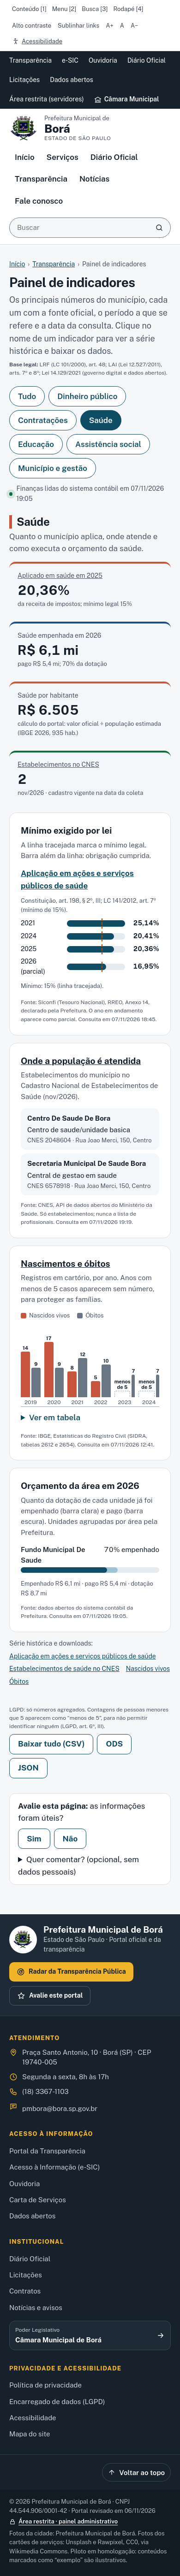 Conteúdo [1] Menu [2] Busca [3] Rodapé [4]
Alto contraste Sublinhar links A+ A A−
Acessibilidade
Transparência e-SIC Ouvidoria Diário Oficial
Licitações Dados abertos
Área restrita (servidores) Câmara Municipal
Prefeitura Municipal de
Borá
ESTADO DE SÃO PAULO
Início Serviços Diário Oficial
Transparência Notícias
Fale conosco
Buscar
Início › Transparência › Painel de indicadores
Painel de indicadores
Os principais números do município, cada
um com a fonte oficial, o período a que se
refere e a data da consulta. Clique no
nome de um indicador para ver a série
histórica e baixar os dados.
Base legal: LRF (LC 101/2000), art. 48; LAI (Lei 12.527/2011),
arts. 7º e 8º; Lei 14.129/2021 (governo digital e dados abertos).
Tudo Dinheiro público
Contratações Saúde
Educação Assistência social
Município e gestão
Finanças lidas do sistema contábil em 07/11/2026
19:05
Saúde
Quanto o município aplica, onde atende e
como executa o orçamento da saúde.
Aplicado em saúde em 2025
20,36%
da receita de impostos; mínimo legal 15%
Saúde empenhada em 2026
R$ 6,1 mi
pago R$ 5,4 mi; 70% da dotação
Saúde por habitante
R$ 6.505
cálculo do portal: valor oficial ÷ população estimada
(IBGE 2026, 935 hab.)
Estabelecimentos no CNES
2
nov/2026 · cadastro vigente na data da coleta
Mínimo exigido por lei
A linha tracejada marca o mínimo legal.
Barra além da linha: obrigação cumprida.
Aplicação em ações e serviços
públicos de saúde
Constituição, art. 198, § 2º, III; LC 141/2012, art. 7º
(mínimo de 15%).
2021 25,14%
2024 20,41%
2025 20,36%
2026
(parcial) 16,95%
Mínimo: 15% (linha tracejada).
Fonte: Siconfi (Tesouro Nacional), RREO, Anexo 14,
declarado pela Prefeitura. O ano em andamento
aparece como parcial. Consulta em 07/11/2026 18:45.
Onde a população é atendida
Estabelecimentos do município no
Cadastro Nacional de Estabelecimentos de
Saúde (nov/2026).
Centro De Saude De Bora
Centro de saude/unidade basica
CNES 2048604 · Rua Joao Merci, 150, Centro
Secretaria Municipal De Saude Bora
Central de gestao em saude
CNES 6578918 · Rua Joao Merci, 150, Centro
Fonte: CNES, API de dados abertos do Ministério da
Saúde. Só estabelecimentos; nunca a lista de
profissionais. Consulta em 07/11/2026 19:19.
Nascimentos e óbitos
Registros em cartório, por ano. Anos com
menos de 5 casos aparecem sem número,
para proteger as famílias.
Nascidos vivos Óbitos
14 9 17 9 8 12 5 10 menos de 5 7 menos de 5 7
2019 2020 2021 2022 2023 2024
Ver em tabela
Fonte: IBGE, Estatísticas do Registro Civil (SIDRA,
tabelas 2612 e 2654). Consulta em 07/11/2026 12:41.
Orçamento da área em 2026
Quanto da dotação de cada unidade já foi
empenhado (barra clara) e pago (barra
escura). Unidades agrupadas por área pela
Prefeitura.
Fundo Municipal De
Saude 70% empenhado
Empenhado R$ 6,1 mi · pago R$ 5,4 mi · dotação
R$ 8,7 mi
Fonte: dados abertos do sistema contábil da
Prefeitura. Consulta em 07/11/2026 19:05.
Série histórica e downloads:
Aplicação em ações e serviços públicos de saúde
Estabelecimentos de saúde no CNES Nascidos vivos
Óbitos
LGPD: só números agregados. Contagens de pessoas menores
que 5 aparecem como "menos de 5", para não permitir
identificar ninguém (LGPD, art. 6º, III).
Baixar tudo (CSV) ODS
JSON
Avalie esta página: as informações
foram úteis?
Sim Não
Quer comentar? (opcional, sem
dados pessoais)
Prefeitura Municipal de Borá
Estado de São Paulo · Portal oficial e da
transparência
Radar da Transparência Pública
Avalie este portal
ATENDIMENTO
Praça Santo Antonio, 10 · Borá (SP) · CEP
19740-005
Segunda a sexta, 8h às 17h
(18) 3367-1103
pmbora@bora.sp.gov.br
ACESSO À INFORMAÇÃO
Portal da Transparência
Acesso à Informação (e-SIC)
Ouvidoria
Carta de Serviços
Dados abertos
INSTITUCIONAL
Diário Oficial
Licitações
Contratos
Notícias e avisos
Poder Legislativo
Câmara Municipal de Borá
PRIVACIDADE E ACESSIBILIDADE
Política de privacidade
Encarregado de dados (LGPD)
Acessibilidade
Mapa do site
Voltar ao topo
© 2026 Prefeitura Municipal de Borá · CNPJ
44.544.906/0001-42 · Portal revisado em 06/11/2026
Área restrita · painel administrativo
Fotos da cidade: Prefeitura Municipal de Borá. Fotos dos
cartões de serviços: Unsplash e Rawpixel, CC0, via
Wikimedia Commons. Piloto em homologação: conteúdos
marcados como "exemplo" são ilustrativos.